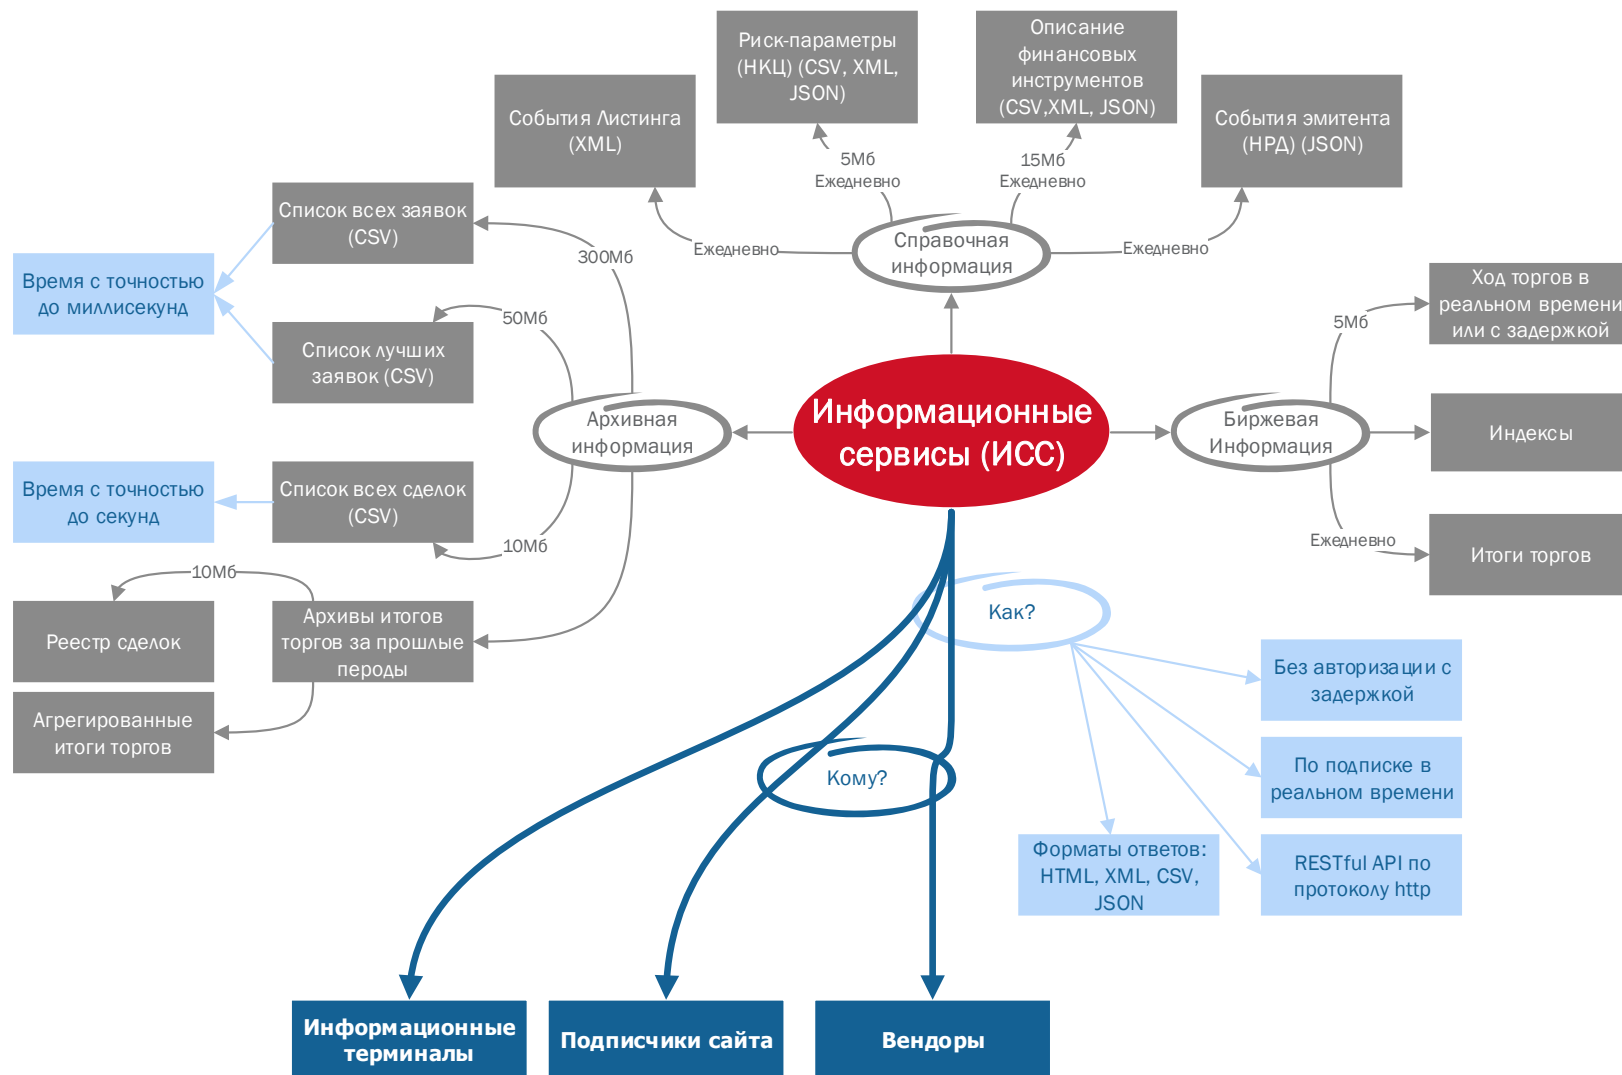 Риск-параметры
(НКЦ) (CSV, XML,
JSON)
Описание
финансовых
инструментов
(CSV,XML, JSON)
События Листинга
(XML)
События эмитента
(НРД) (JSON)
5Мб
Ежедневно
15Мб
Ежедневно
Ежедневно
Ежедневно
Справочная
информация
Список всех заявок
(CSV)
300Мб
Время с точностью
до миллисекунд
50Мб
Список лучших
заявок (CSV)
Архивная
информация
Информационные
сервисы (ИСС)
Биржевая
Информация
5Мб
Ход торгов в
реальном времени
или с задержкой
Индексы
Ежедневно
Итоги торгов
Время с точностью
до секунд
Список всех сделок
(CSV)
10Мб
10Мб
Реестр сделок
Архивы итогов
торгов за прошлые
пероды
Агрегированные
итоги торгов
Как?
Без авторизации с
задержкой
По подписке в
реальном времени
RESTful API по
протоколу http
Форматы ответов:
HTML, XML, CSV,
JSON
Кому?
Информационные
терминалы
Подписчики сайта
Вендоры